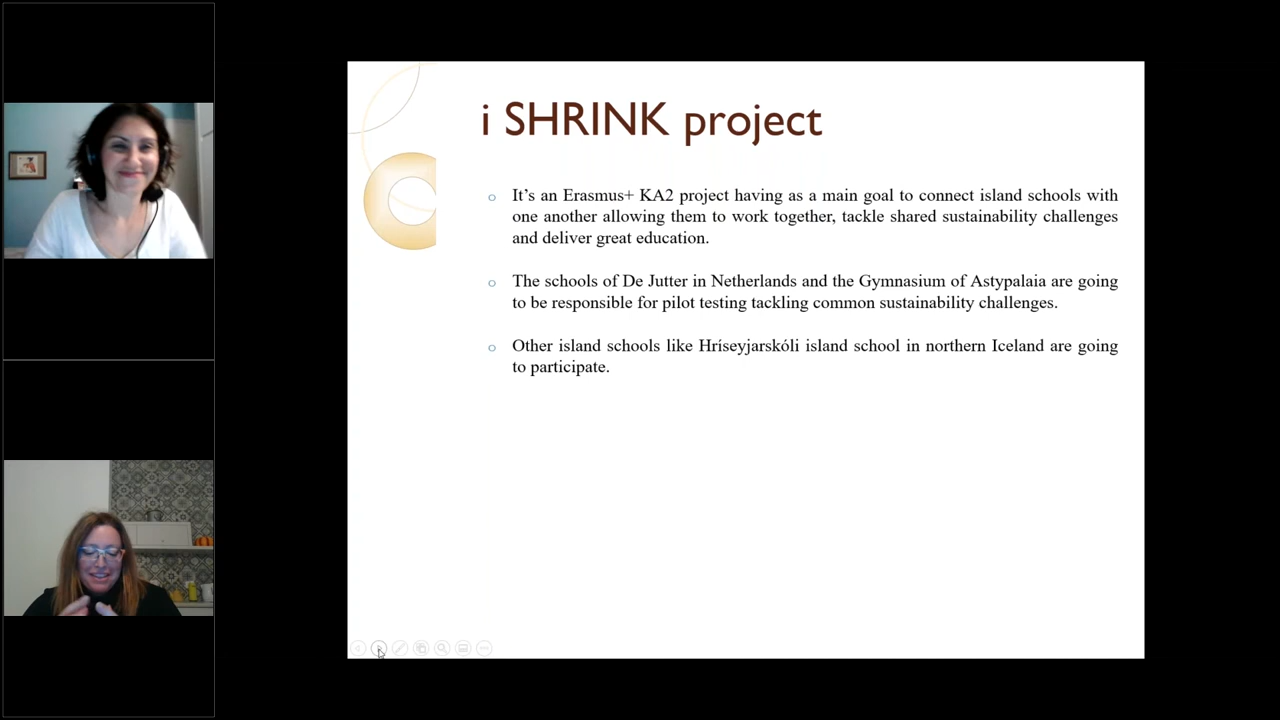 i SHRINK project
It's an Erasmus+ KA2 project having as a main goal to connect island schools with
one another allowing them to work together, tackle shared sustainability challenges
and deliver great education.
The schools of De Jutter in Netherlands and the Gymnasium of Astypalaia are going
to be responsible for pilot testing tackling common sustainability challenges.
Other island schools like Hríseyjarskóli island school in northern Iceland are going
to participate.